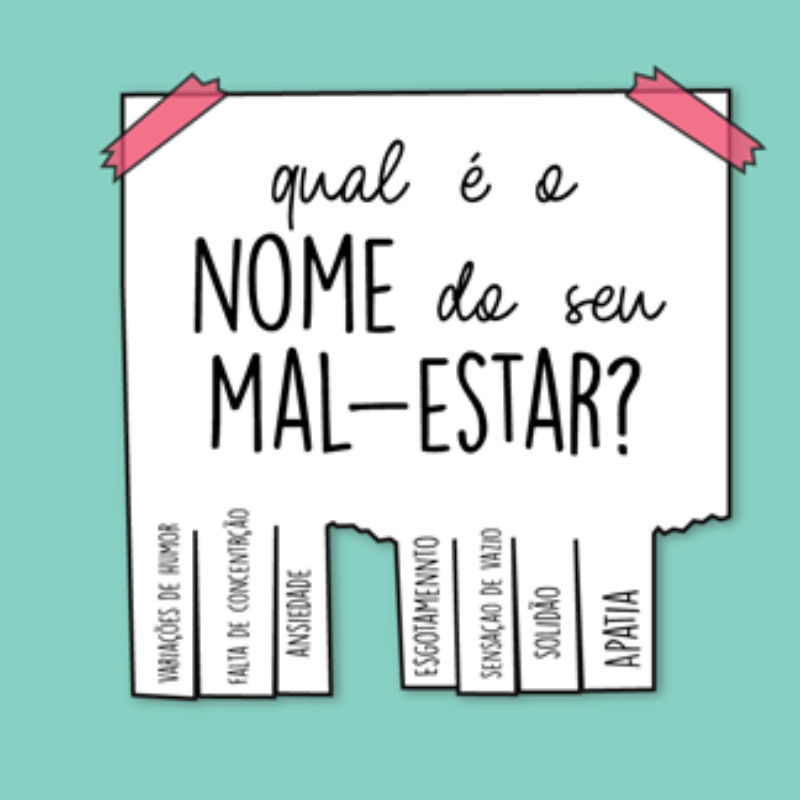 qual é o
NOME do seu
MAL-ESTAR?
VARIAÇÕES DE HUMOR
FALTA DE CONCENTRAÇÃO
ANSIEDADE
ESGOTAMENNTO
SENSAÇÃO DE VAZIO
SOLIDÃO
APATIA